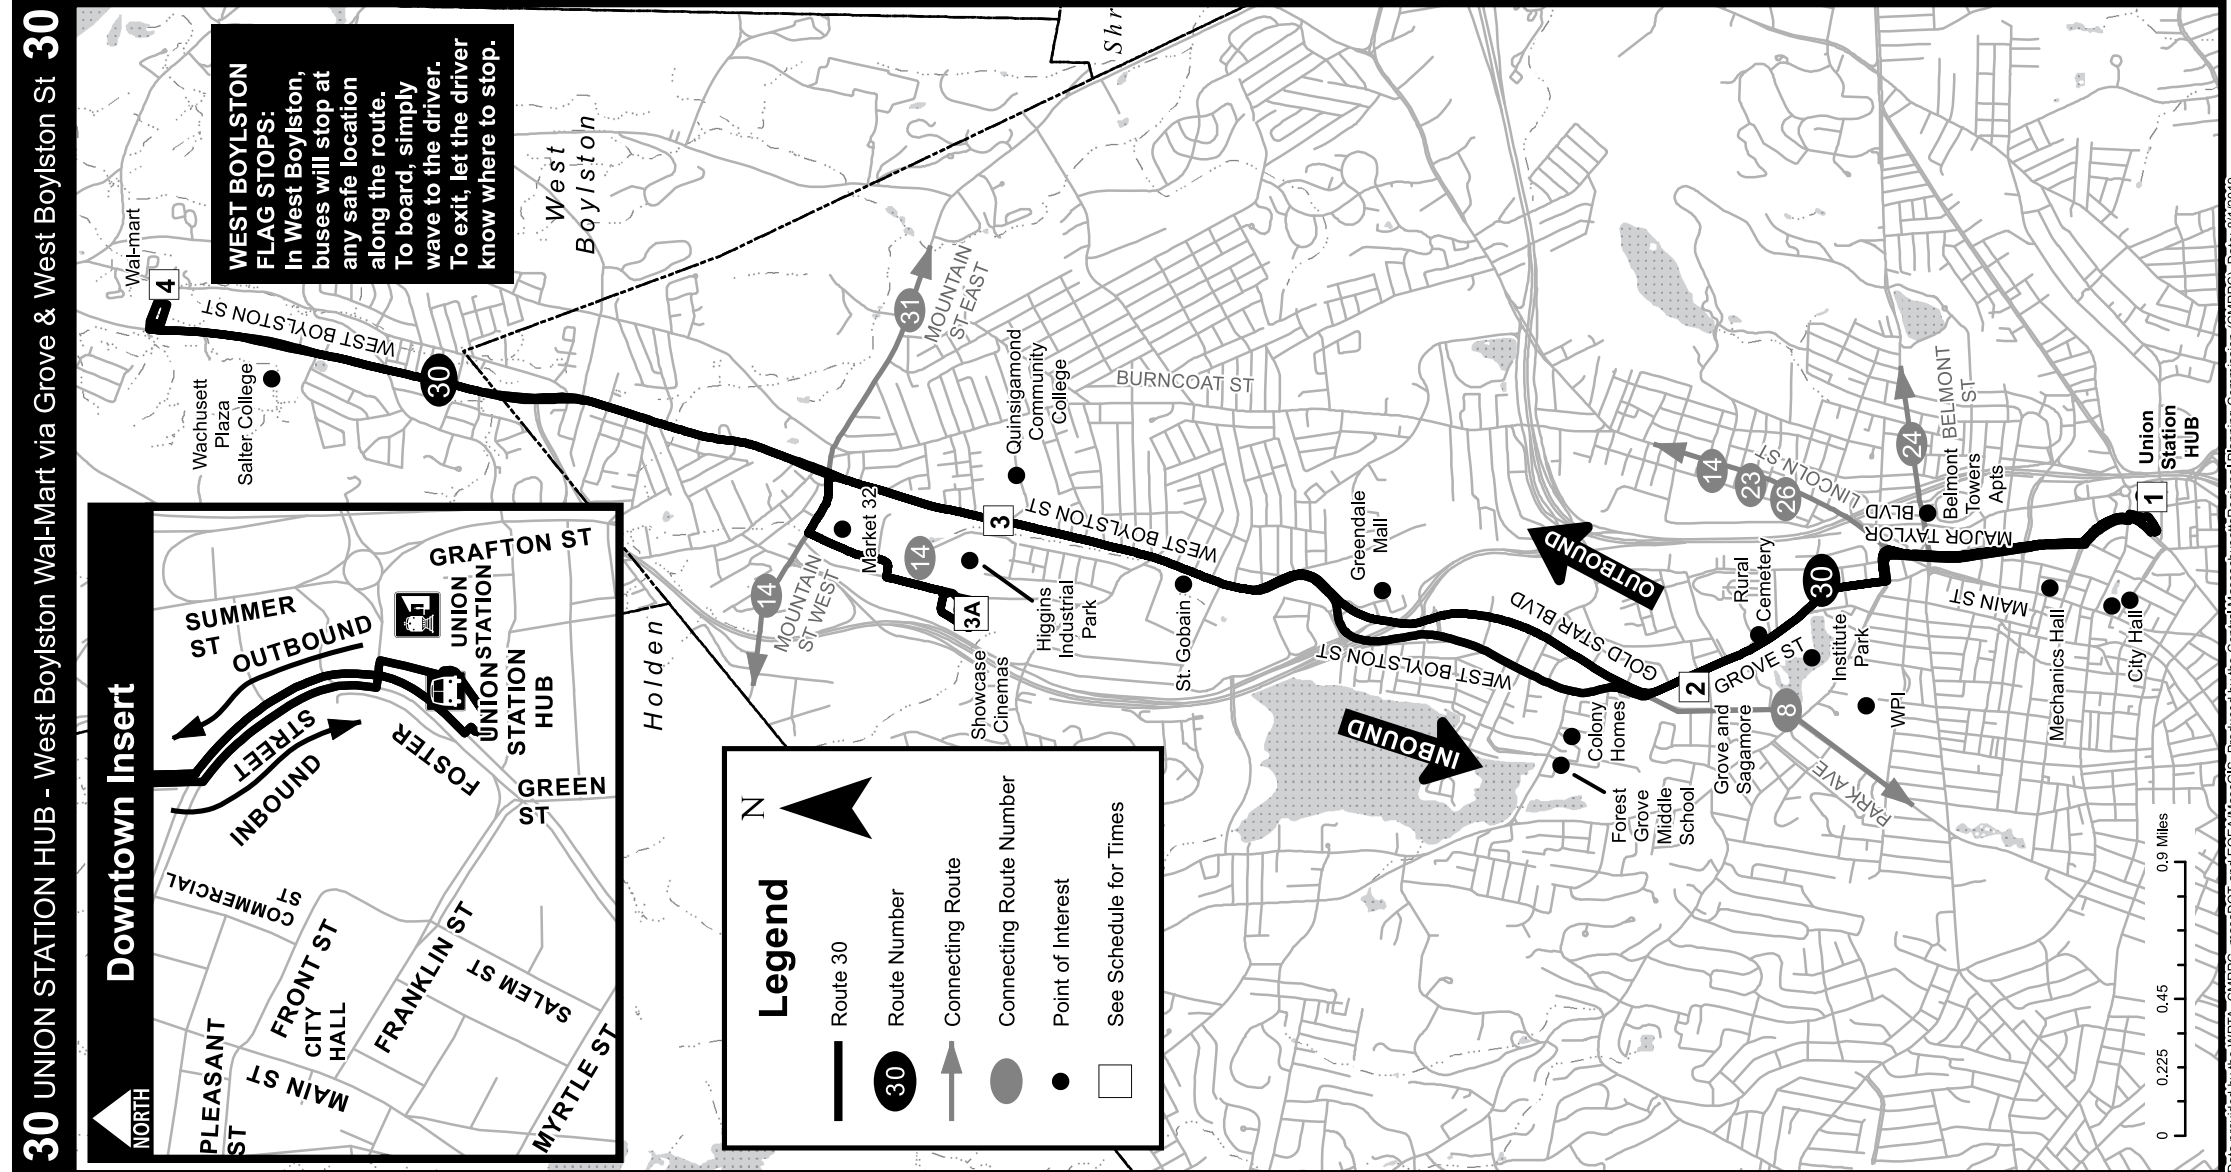 30 UNION STATION HUB - West Boylston Wal-Mart via Grove & West Boylston St 30
Downtown Insert
NORTH
PLEASANT
ST
MAIN ST
FRONT ST
CITY
HALL
COMMERCIAL
ST
FRANKLIN ST
SALEM ST
MYRTLE ST
SUMMER
ST
OUTBOUND
INBOUND
STREET
FOSTER
GREEN
ST
GRAFTON ST
UNION
STATION
UNION
STATION
HUB
WEST BOYLSTON
FLAG STOPS:
In West Boylston,
buses will stop at
any safe location
along the route.
To board, simply
wave to the driver.
To exit, let the driver
know where to stop.
Wal-mart
4
WEST BOYLSTON ST
Wachusett
Plaza
Salter College
30
West
Boylston
Shr
Holden
31
MOUNTAIN
ST-EAST
Market 32
14
14
MOUNTAIN
ST WEST
3A
Showcase
Cinemas
Higgins
Industrial
Park
3
Quinsigamond
Community
College
WEST BOYLSTON ST
BURNCOAT ST
St. Gobain
Greendale
Mall
WEST BOYLSTON ST
GOLD STAR BLVD
OUTBOUND
INBOUND
Colony
Homes
Forest
Grove
Middle
School
2
Grove and
Sagamore
GROVE ST
Rural
Cemetery
8
PARK AVE
Institute
Park
WPI
30
14
23
26
LINCOLN ST
24
BELMONT
ST
Belmont
Towers
Apts
MAJOR TAYLOR
BLVD
MAIN ST
Mechanics Hall
City Hall
1
Union
Station
HUB
Legend
N
Route 30
30
Route Number
Connecting Route
Connecting Route Number
Point of Interest
See Schedule for Times
0
0.225
0.45
0.9 Miles